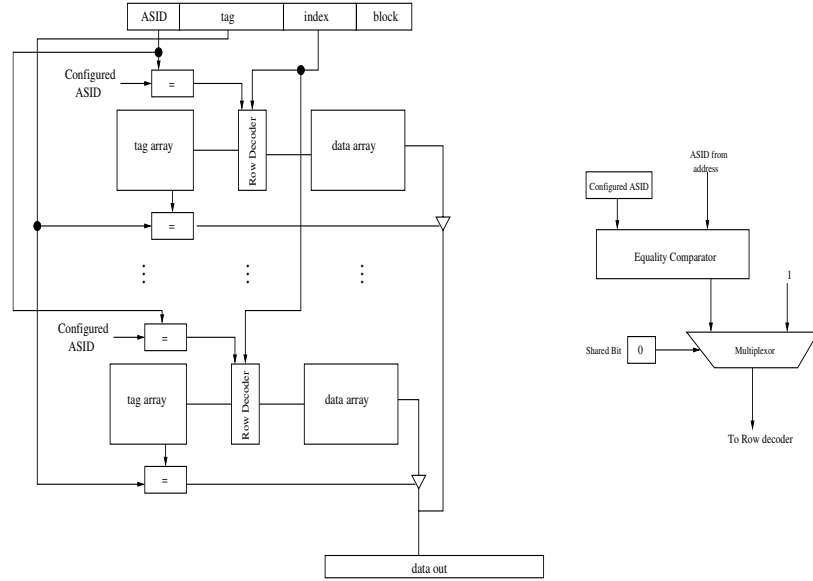 ASID tag index block
Configured
ASID
=
Row Decoder
tag array
data array
=
Configured
ASID
=
Row Decoder
tag array
data array
=
data out
ASID from
address
Configured ASID
Equality Comparator
1
Shared Bit
0
Multiplexor
To Row decoder